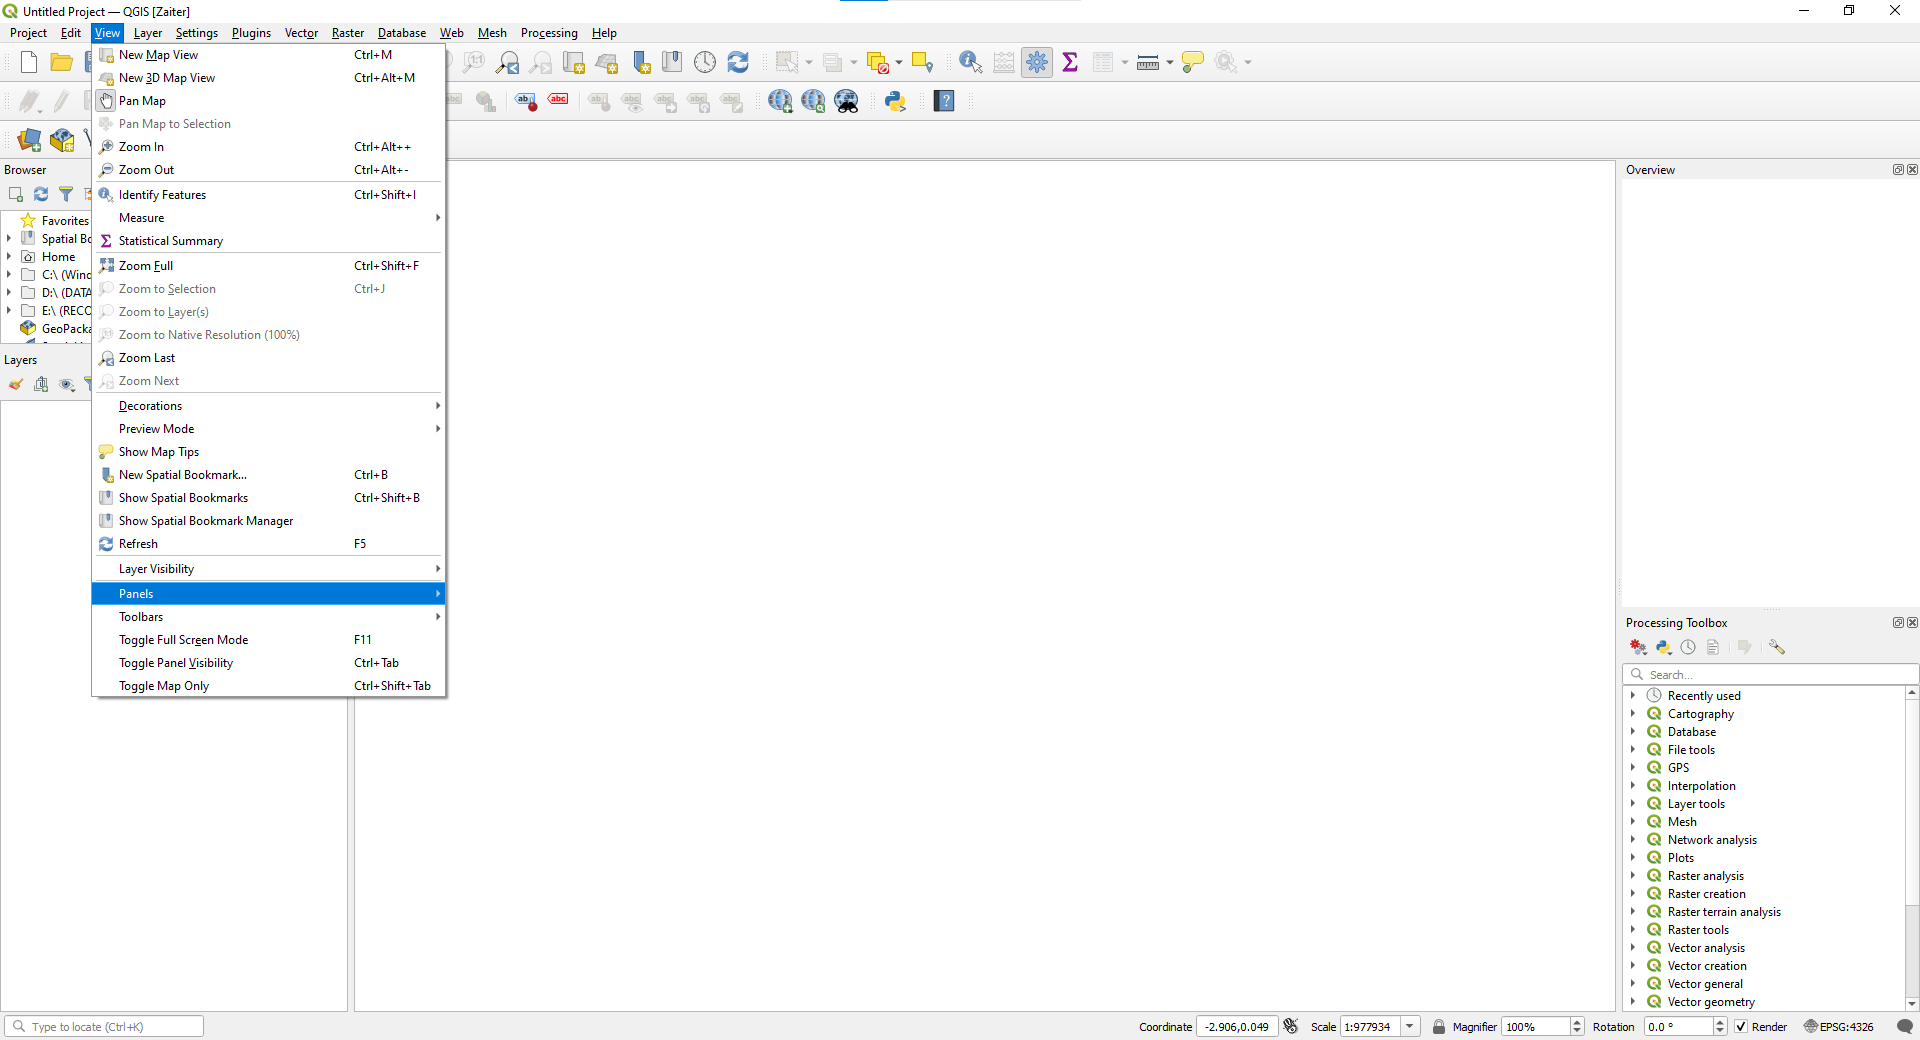 Untitled Project — QGIS [Zaiter]
Project Edit View Layer Settings Plugins Vector Raster Database Web Mesh Processing Help
New Map View Ctrl+M
New 3D Map View Ctrl+Alt+M
Pan Map
Pan Map to Selection
Zoom In Ctrl+Alt++
Zoom Out Ctrl+Alt+-
Identify Features Ctrl+Shift+I
Measure
Statistical Summary
Zoom Full Ctrl+Shift+F
Zoom to Selection Ctrl+J
Zoom to Layer(s)
Zoom to Native Resolution (100%)
Zoom Last
Zoom Next
Decorations
Preview Mode
Show Map Tips
New Spatial Bookmark... Ctrl+B
Show Spatial Bookmarks Ctrl+Shift+B
Show Spatial Bookmark Manager
Refresh F5
Layer Visibility
Panels
Toolbars
Toggle Full Screen Mode F11
Toggle Panel Visibility Ctrl+Tab
Toggle Map Only Ctrl+Shift+Tab
Browser
Favorites
Spatial Bo
Home
C:\ (Wind
D:\ (DATA
E:\ (RECO
GeoPacka
Layers
Overview
Processing Toolbox
Search...
Recently used
Cartography
Database
File tools
GPS
Interpolation
Layer tools
Mesh
Network analysis
Plots
Raster analysis
Raster creation
Raster terrain analysis
Raster tools
Vector analysis
Vector creation
Vector general
Vector geometry
Type to locate (Ctrl+K)
Coordinate -2.906,0.049 Scale 1:977934 Magnifier 100% Rotation 0.0 ° Render EPSG:4326